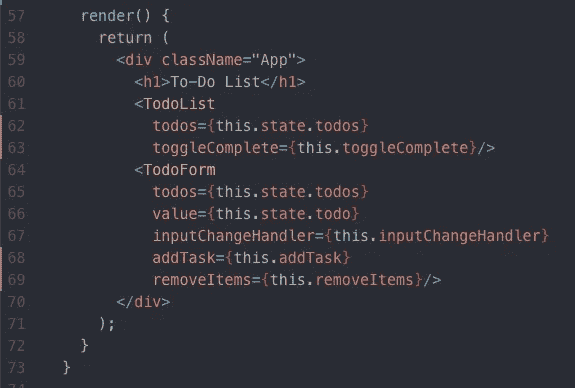 57 render() {
58 return (
59 <div className="App">
60 <h1>To-Do List</h1>
61 <TodoList
62 todos={this.state.todos}
63 toggleComplete={this.toggleComplete}/>
64 <TodoForm
65 todos={this.state.todos}
66 value={this.state.todo}
67 inputChangeHandler={this.inputChangeHandler}
68 addTask={this.addTask}
69 removeItems={this.removeItems}/>
70 </div>
71 );
72 }
73 }